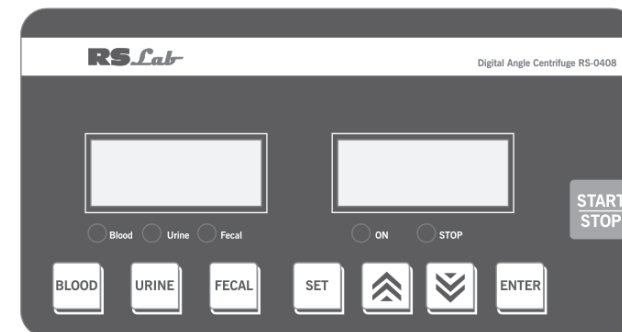 RS Lab
Digital Angle Centrifuge RS-0408
Blood Urine Fecal
ON STOP
START
STOP
BLOOD URINE FECAL SET ENTER